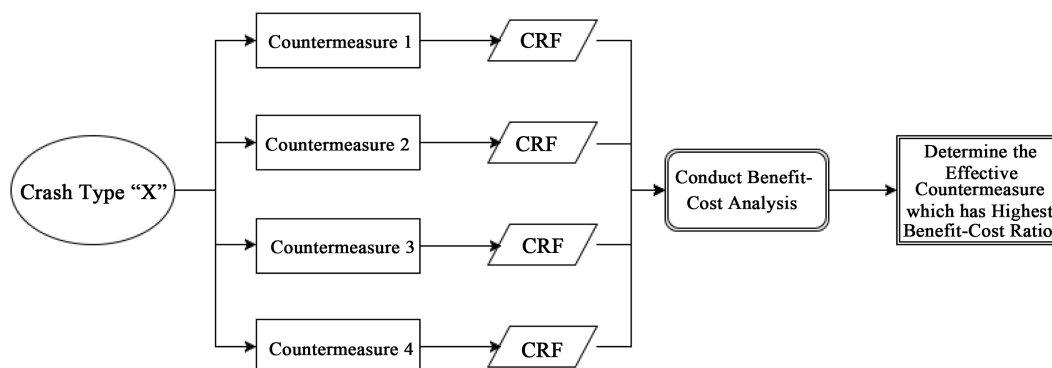 Crash Type “X”
Countermeasure 1
CRF
Countermeasure 2
CRF
Countermeasure 3
CRF
Countermeasure 4
CRF
Conduct Benefit-
Cost Analysis
Determine the
Effective
Countermeasure
which has Highest
Benefit-Cost Ratio